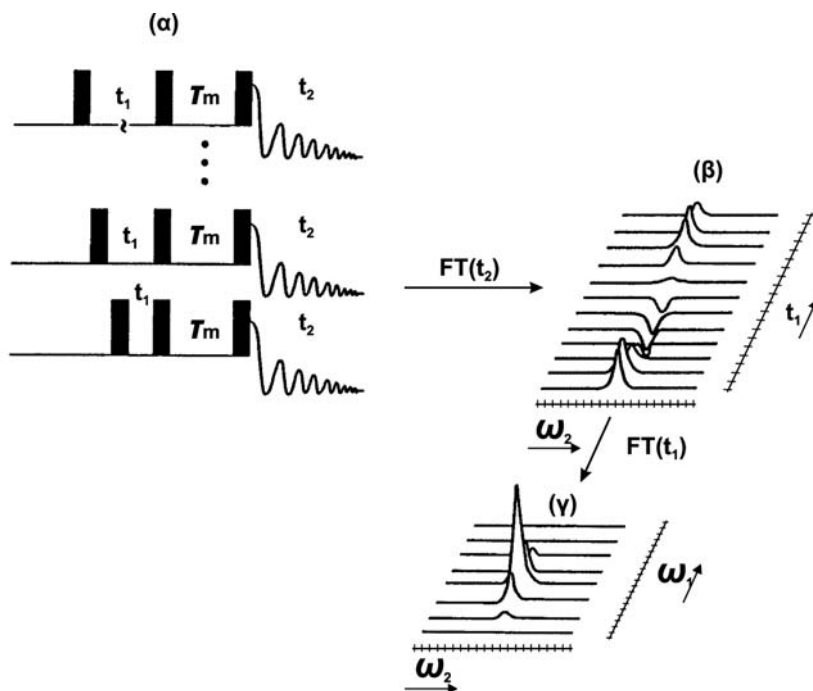 (α)
t₁ Tm t₂
t₁ Tm t₂
t₁
Tm t₂
FT(t₂)
(β)
t₁
ω₂
FT(t₁)
(γ)
ω₁
ω₂